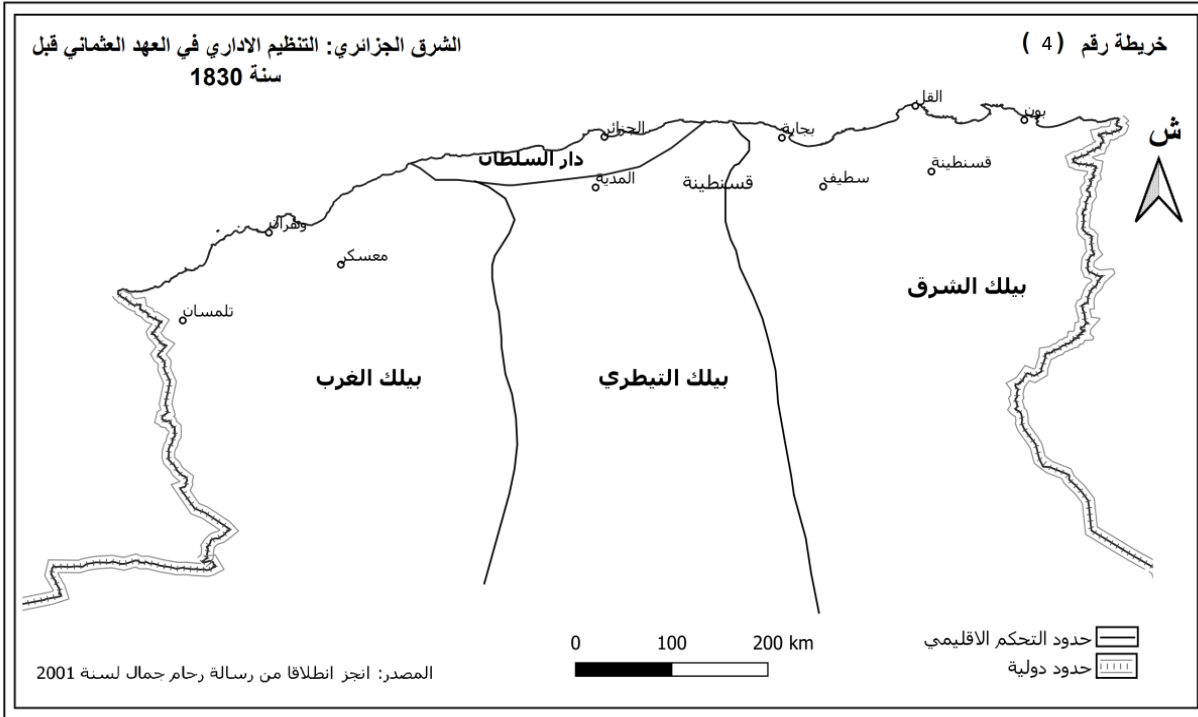 خريطة رقم ( 4 )
الشرق الجزائري: التنظيم الاداري في العهد العثماني قبل
سنة 1830
القل
بون
الجزائر
بجاية
ش
دار السلطان
قسنطينة
المدية
قسنطينة
سطيف
وهران
معسكر
بيلك الشرق
تلمسان
بيلك التيطري
بيلك الغرب
0 100 200 km
حدود التحكم الاقليمي
حدود دولية
المصدر: انجز انطلاقا من رسالة رحام جمال لسنة 2001